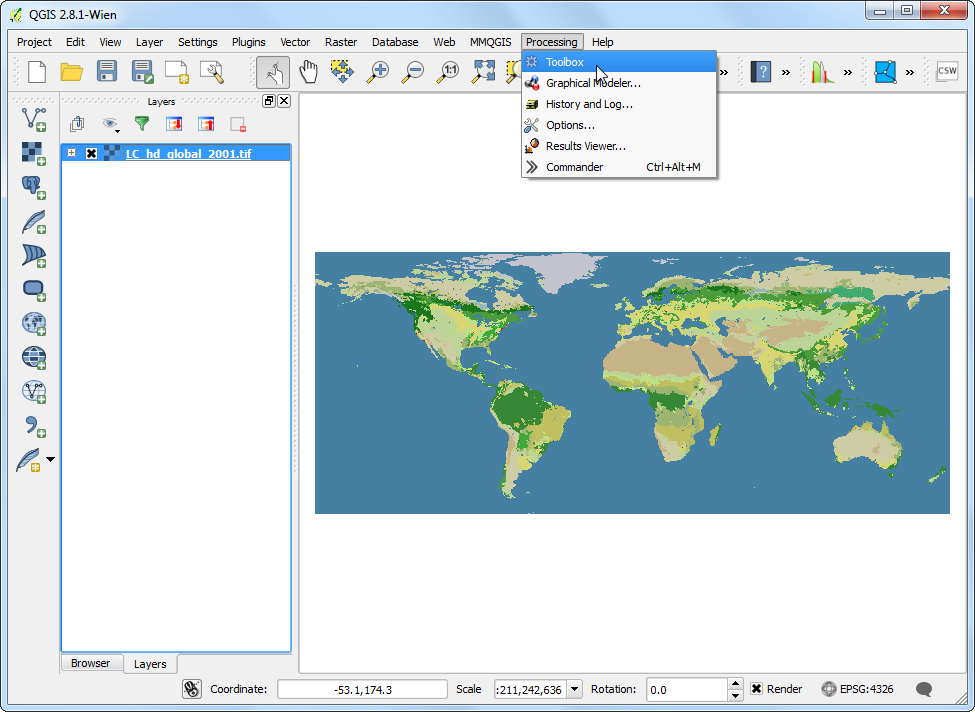 QGIS 2.8.1-Wien
Project Edit View Layer Settings Plugins Vector Raster Database Web MMQGIS Processing Help
1:1
?
CSW
Toolbox
Graphical Modeler...
History and Log...
Options...
Results Viewer...
Commander Ctrl+Alt+M
Layers
LC_hd_global_2001.tif
Browser Layers
Coordinate: -53.1,174.3 Scale :211,242,636 Rotation: 0.0 Render EPSG:4326